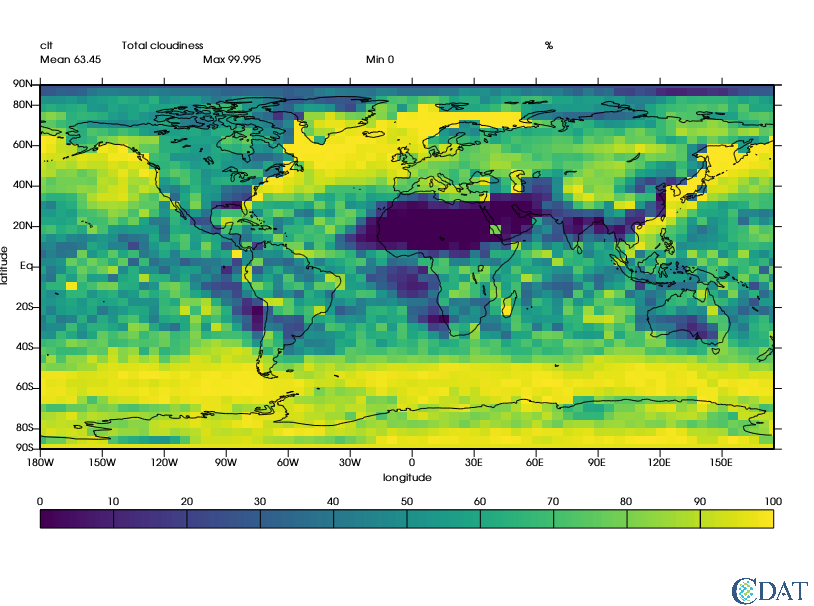 clt Total cloudiness %
Mean 63.45 Max 99.995 Min 0
90N
80N
60N
40N
20N
Eq
20S
40S
60S
80S
90S
latitude
180W 150W 120W 90W 60W 30W 0 30E 60E 90E 120E 150E
longitude
0 10 20 30 40 50 60 70 80 90 100
CDAT